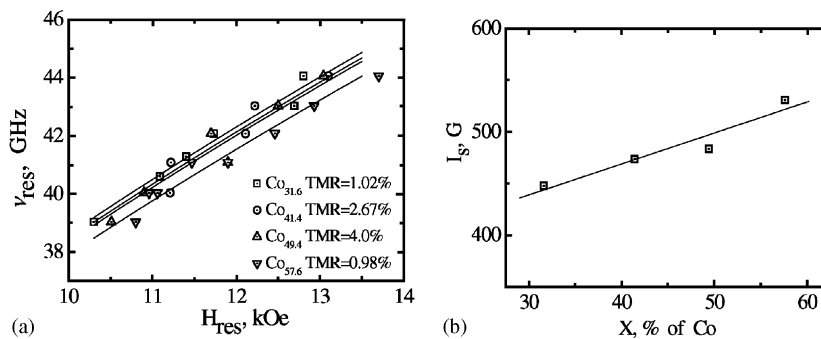 46
44
42
40
38
ν_res, GHz
Co31.6 TMR=1.02%
Co41.4 TMR=2.67%
Co49.4 TMR=4.0%
Co57.6 TMR=0.98%
10 11 12 13 14
H_res, kOe
(a)
600
500
400
300
I_s, G
30 40 50 60
X, % of Co
(b)